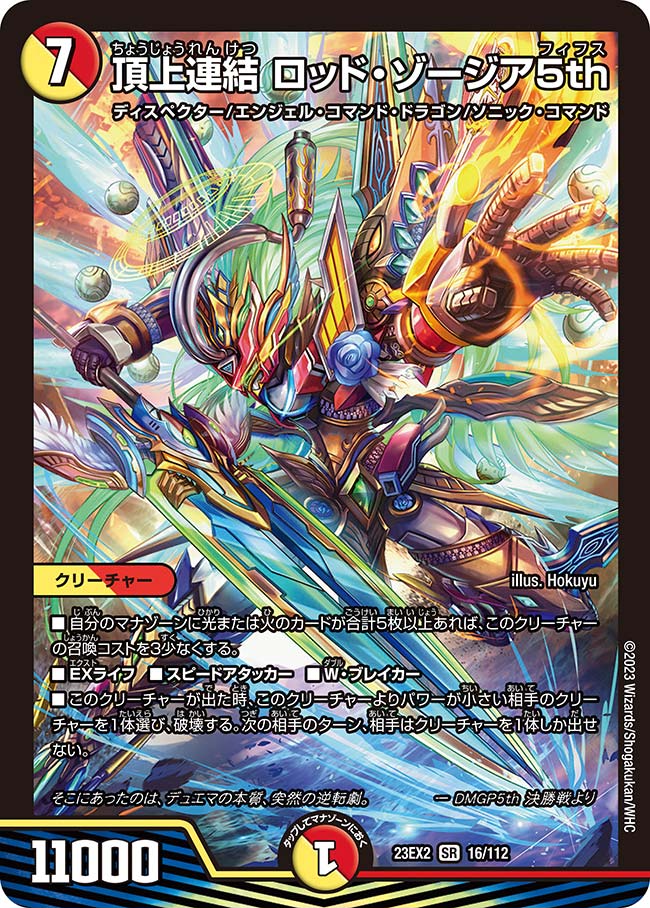 7
頂上連結 ロッド・ゾージア5th
ちょうじょうれんけつ フィフス
ディスペクター/エンジェル・コマンド・ドラゴン/ソニック・コマンド
クリーチャー
illus. Hokuyu
■自分のマナゾーンに光または火のカードが合計5枚以上あれば、このクリーチャー
の召喚コストを3少なくする。
■EXライフ ■スピードアタッカー ■W・ブレイカー
■このクリーチャーが出た時、このクリーチャーよりパワーが小さい相手のクリー
チャーを1体選び、破壊する。次の相手のターン、相手はクリーチャーを1体しか出せ
ない。
そこにあったのは、デュエマの本質、突然の逆転劇。 ― DMGP5th 決勝戦より
©2023 Wizards/Shogakukan/WHC
タップしてマナゾーンにおく
1
11000
23EX2 SR 16/112